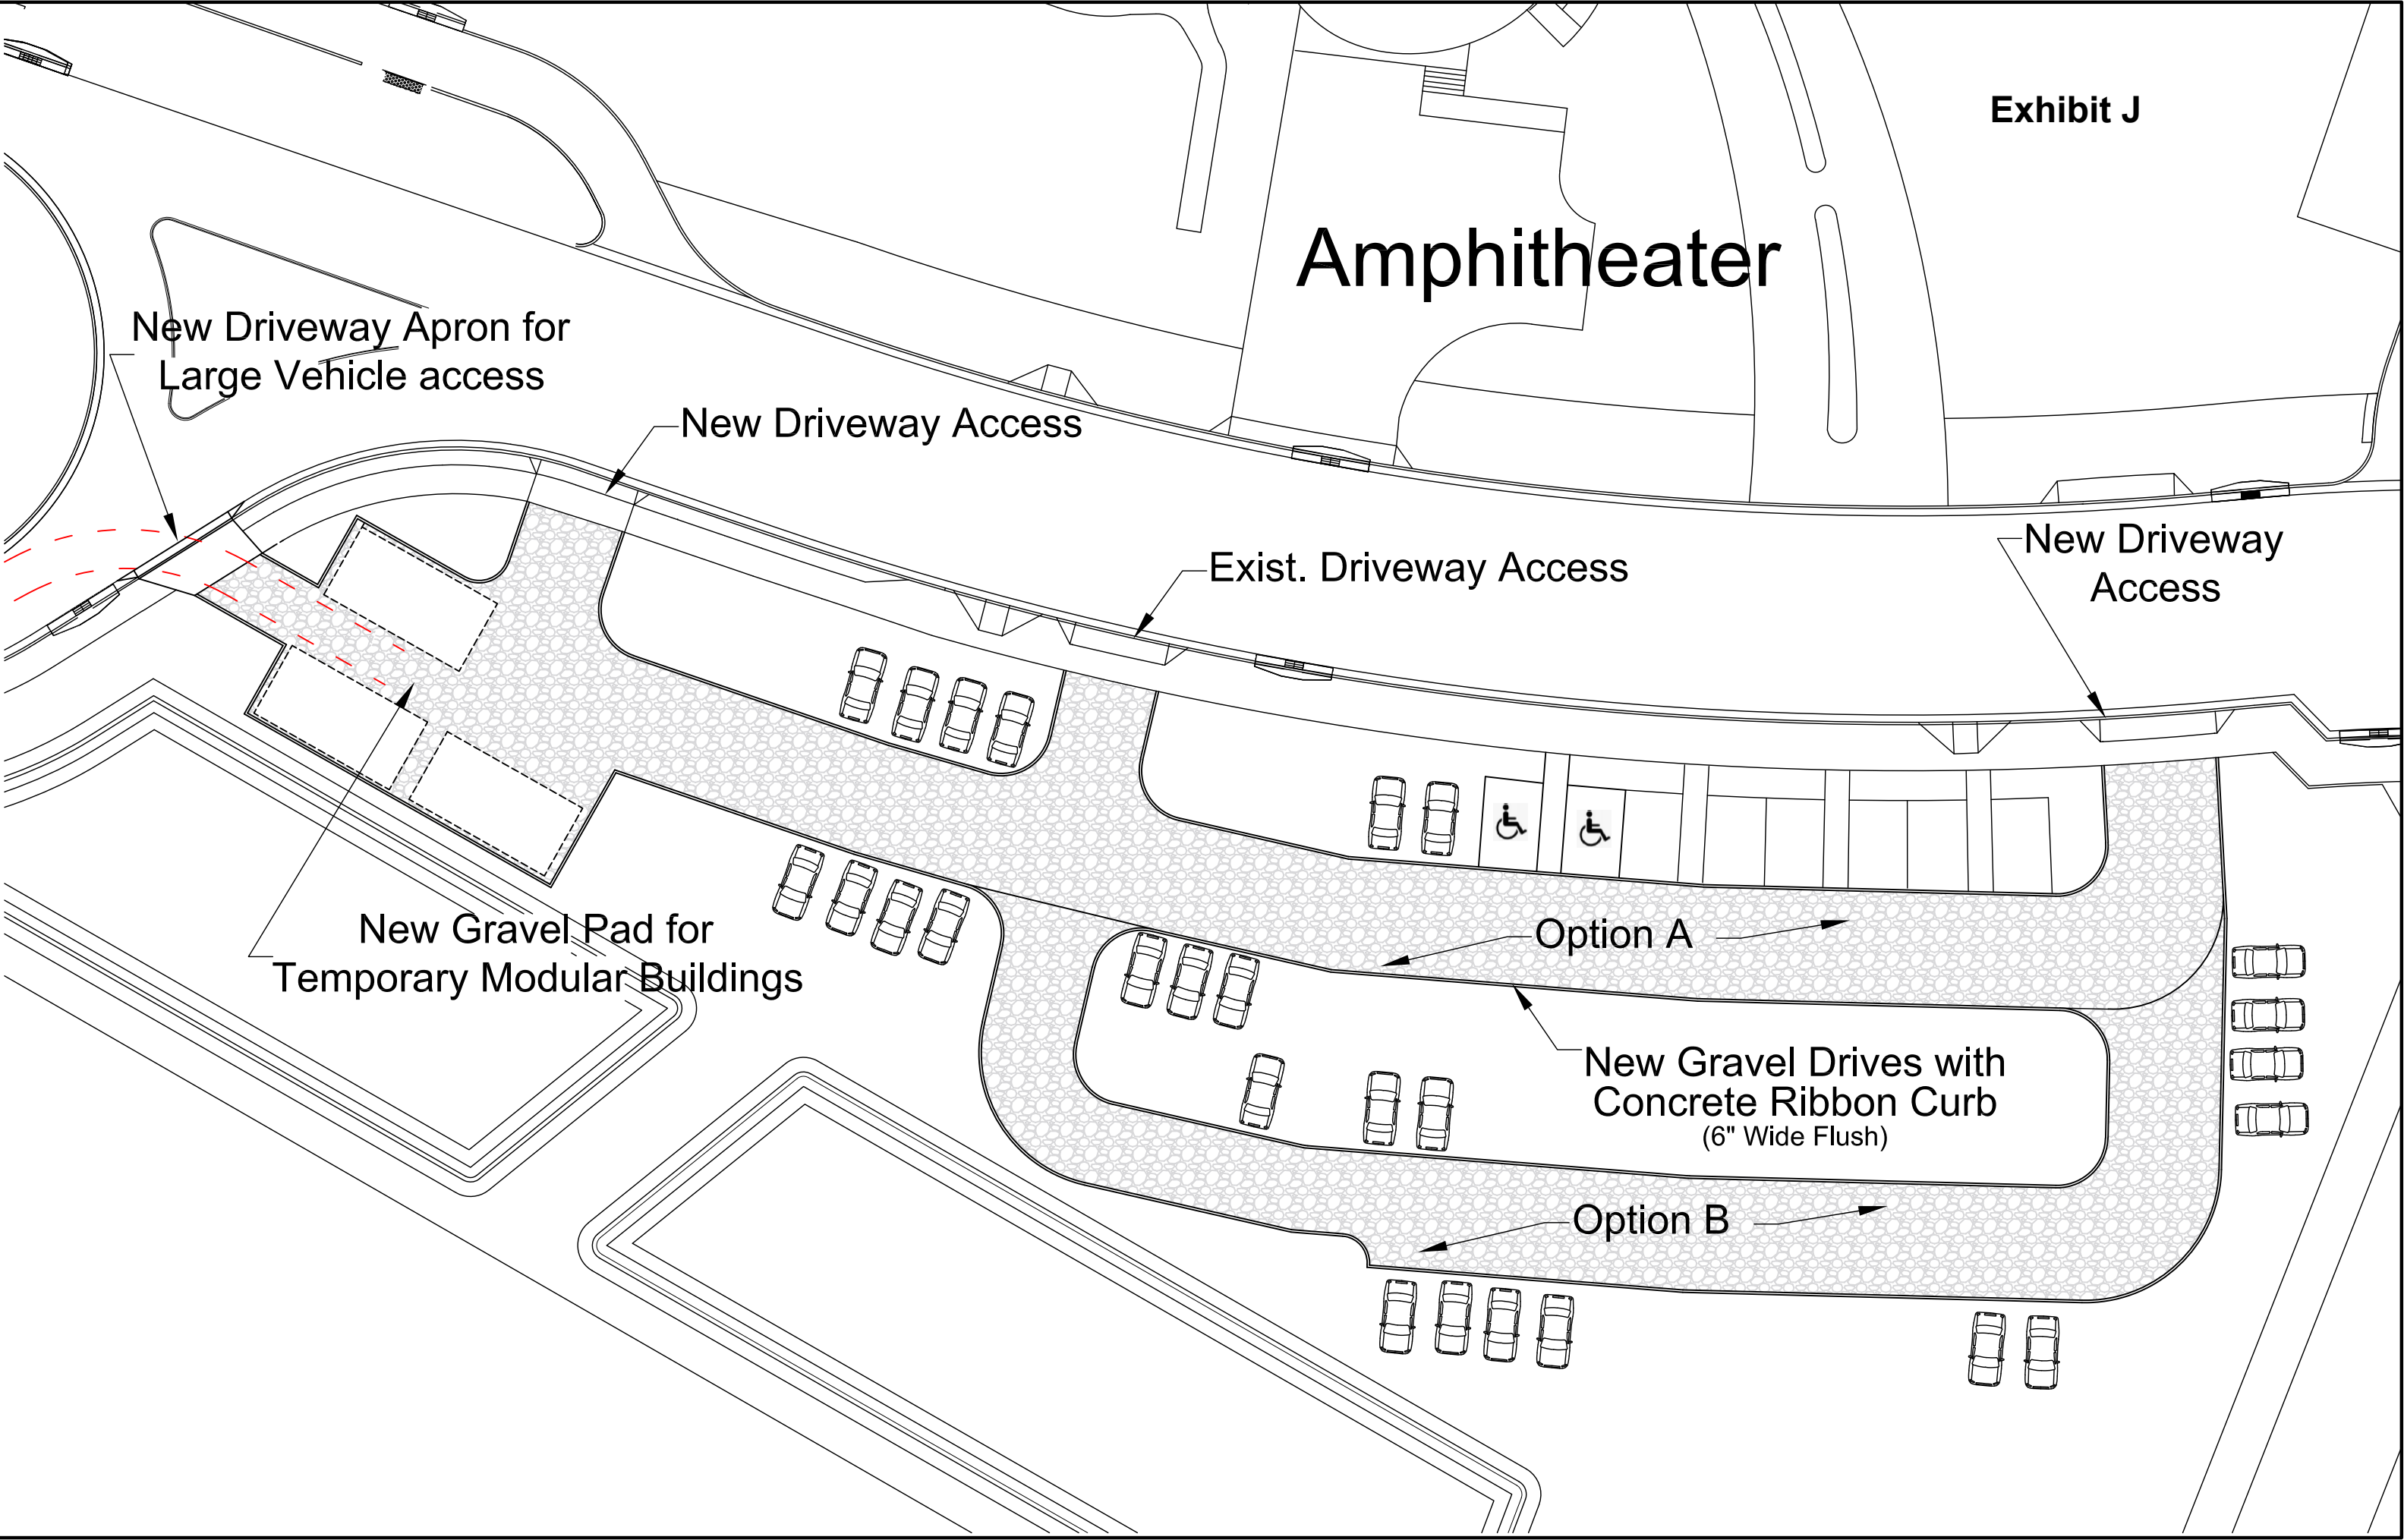 Exhibit J
Amphitheater
New Driveway Apron for
Large Vehicle access
New Driveway Access
Exist. Driveway Access
New Driveway
Access
New Gravel Pad for
Temporary Modular Buildings
Option A
New Gravel Drives with
Concrete Ribbon Curb
(6" Wide Flush)
Option B